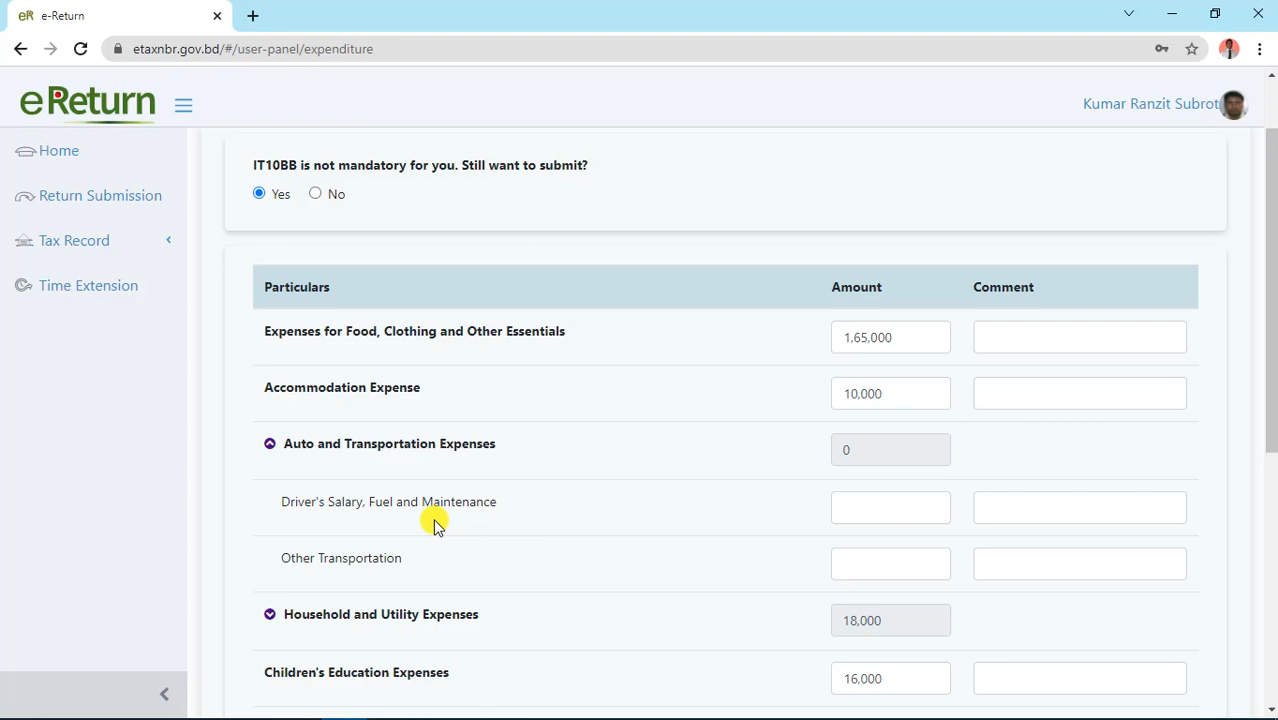 eR e-Return
etaxnbr.gov.bd/#/user-panel/expenditure
eReturn
Kumar Ranzit Subrot
Home
Return Submission
Tax Record
Time Extension
IT10BB is not mandatory for you. Still want to submit?
Yes No
Particulars Amount Comment
Expenses for Food, Clothing and Other Essentials 1,65,000
Accommodation Expense 10,000
Auto and Transportation Expenses 0
Driver's Salary, Fuel and Maintenance
Other Transportation
Household and Utility Expenses 18,000
Children's Education Expenses 16,000